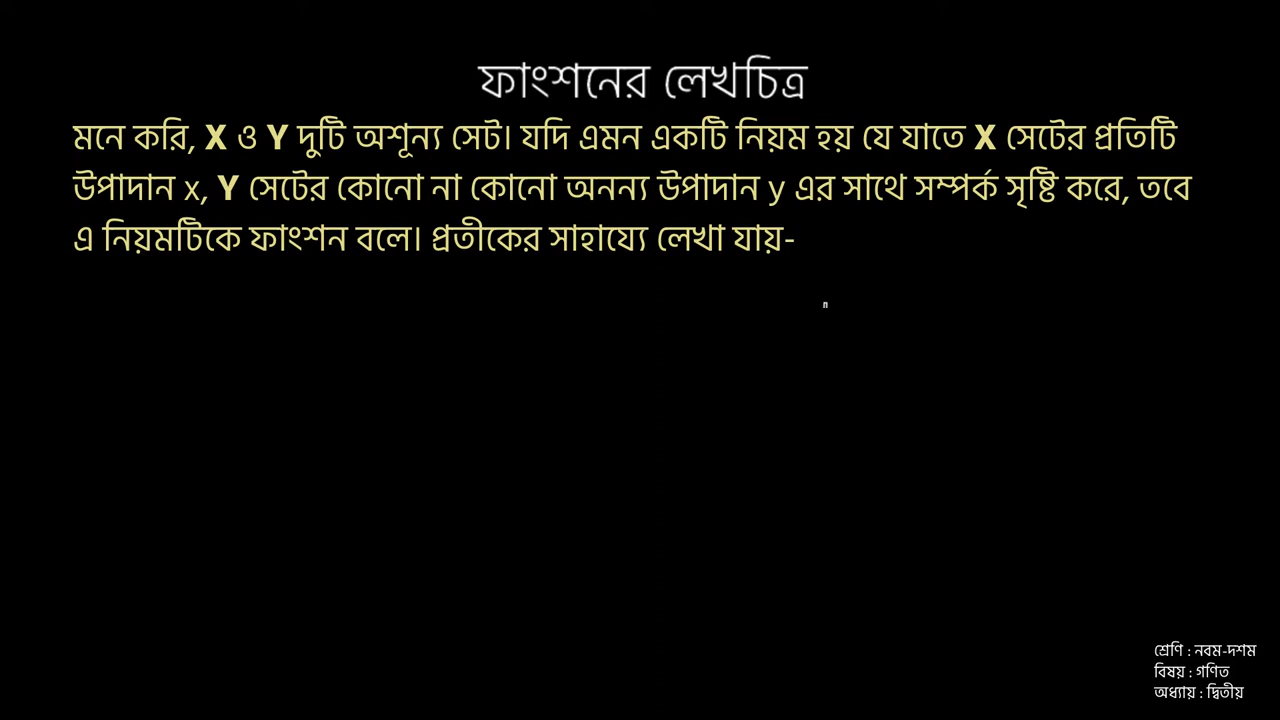 ফাংশনের লেখচিত্র
মনে করি, X ও Y দুটি অশূন্য সেট। যদি এমন একটি নিয়ম হয় যে যাতে X সেটের প্রতিটি
উপাদান x, Y সেটের কোনো না কোনো অনন্য উপাদান y এর সাথে সম্পর্ক সৃষ্টি করে, তবে
এ নিয়মটিকে ফাংশন বলে। প্রতীকের সাহায্যে লেখা যায়-
শ্রেণি : নবম-দশম
বিষয় : গণিত
অধ্যায় : দ্বিতীয়